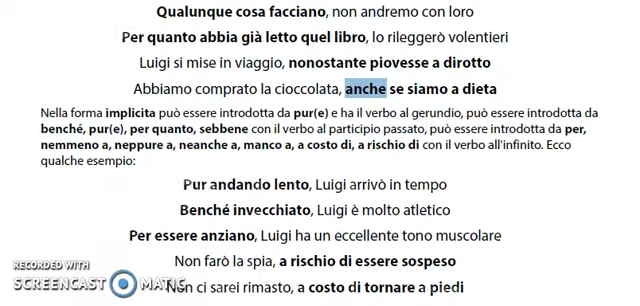 Qualunque cosa facciano, non andremo con loro
Per quanto abbia già letto quel libro, lo rileggerò volentieri
Luigi si mise in viaggio, nonostante piovesse a dirotto
Abbiamo comprato la cioccolata, anche se siamo a dieta
Nella forma implicita può essere introdotta da pur(e) e ha il verbo al gerundio, può essere introdotta da
benché, pur(e), per quanto, sebbene con il verbo al participio passato, può essere introdotta da per,
nemmeno a, neppure a, neanche a, manco a, a costo di, a rischio di con il verbo all'infinito. Ecco
qualche esempio:
Pur andando lento, Luigi arrivò in tempo
Benché invecchiato, Luigi è molto atletico
Per essere anziano, Luigi ha un eccellente tono muscolare
Non farò la spia, a rischio di essere sospeso
Non ci sarei rimasto, a costo di tornare a piedi
RECORDED WITH
SCREENCAST MATIC